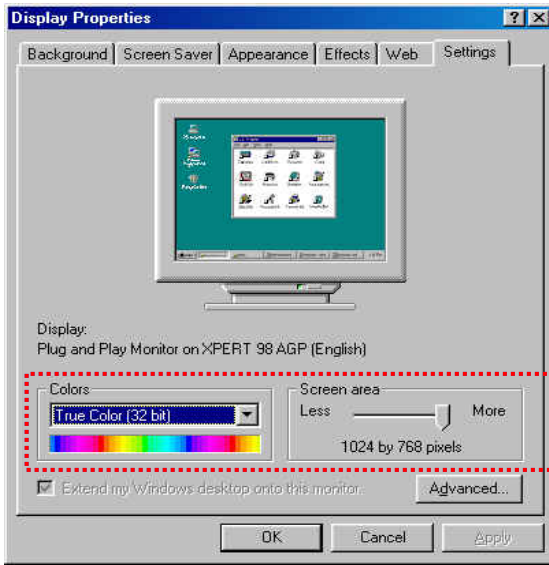 Display Properties
Background Screen Saver Appearance Effects Web Settings
Display:
Plug and Play Monitor on XPERT 98 AGP (English)
Colors
True Color (32 bit)
Screen area
Less More
1024 by 768 pixels
Extend my Windows desktop onto this monitor.
Advanced...
OK Cancel Apply